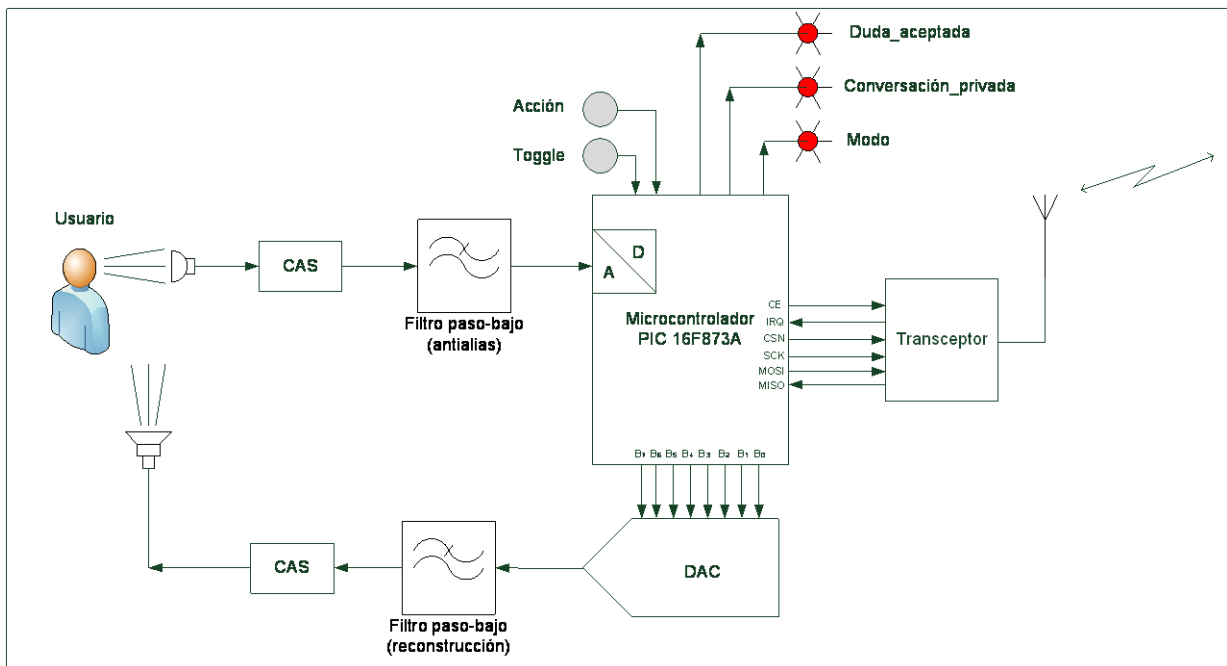 Duda_aceptada
Conversación_privada
Modo
Acción
Toggle
Usuario
CAS
Filtro paso-bajo
(antialias)
D
A
Microcontrolador
PIC 16F873A
CE
IRQ
CSN
SCK
MOSI
MISO
Transceptor
B₇ B₆ B₅ B₄ B₃ B₂ B₁ B₀
DAC
CAS
Filtro paso-bajo
(reconstrucción)